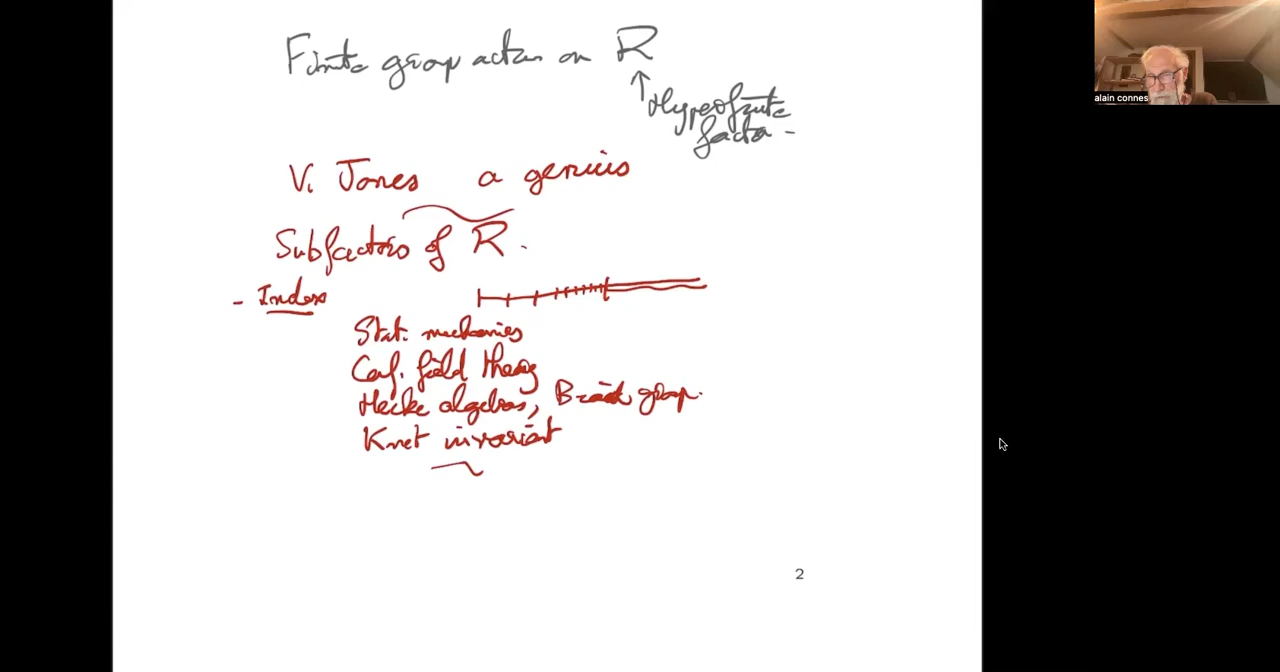 Finite group actions on R
↑ Hyperfinite
factor
V. Jones a genius
Subfactors of R.
- Index
Stat. mechanics
Conf. field theory
Hecke algebras, Braid group.
Knot invariant
2
alain connes